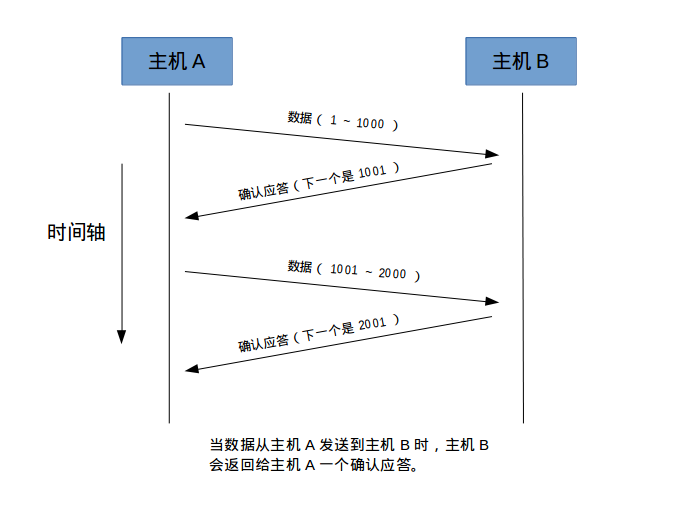 主机 A
主机 B
数据（ 1 ~ 1000 ）
确认应答（下一个是 1001 ）
时间轴
数据（ 1001 ~ 2000 ）
确认应答（下一个是 2001 ）
当数据从主机 A 发送到主机 B 时，主机 B
会返回给主机 A 一个确认应答。